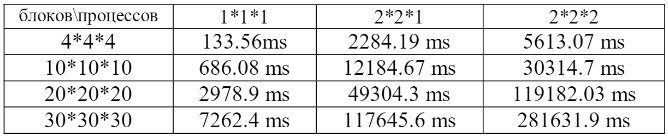 блоков\процессов 1*1*1 2*2*1 2*2*2
4*4*4 133.56ms 2284.19 ms 5613.07 ms
10*10*10 686.08 ms 12184.67 ms 30314.7 ms
20*20*20 2978.9 ms 49304.3 ms 119182.03 ms
30*30*30 7262.4 ms 117645.6 ms 281631.9 ms